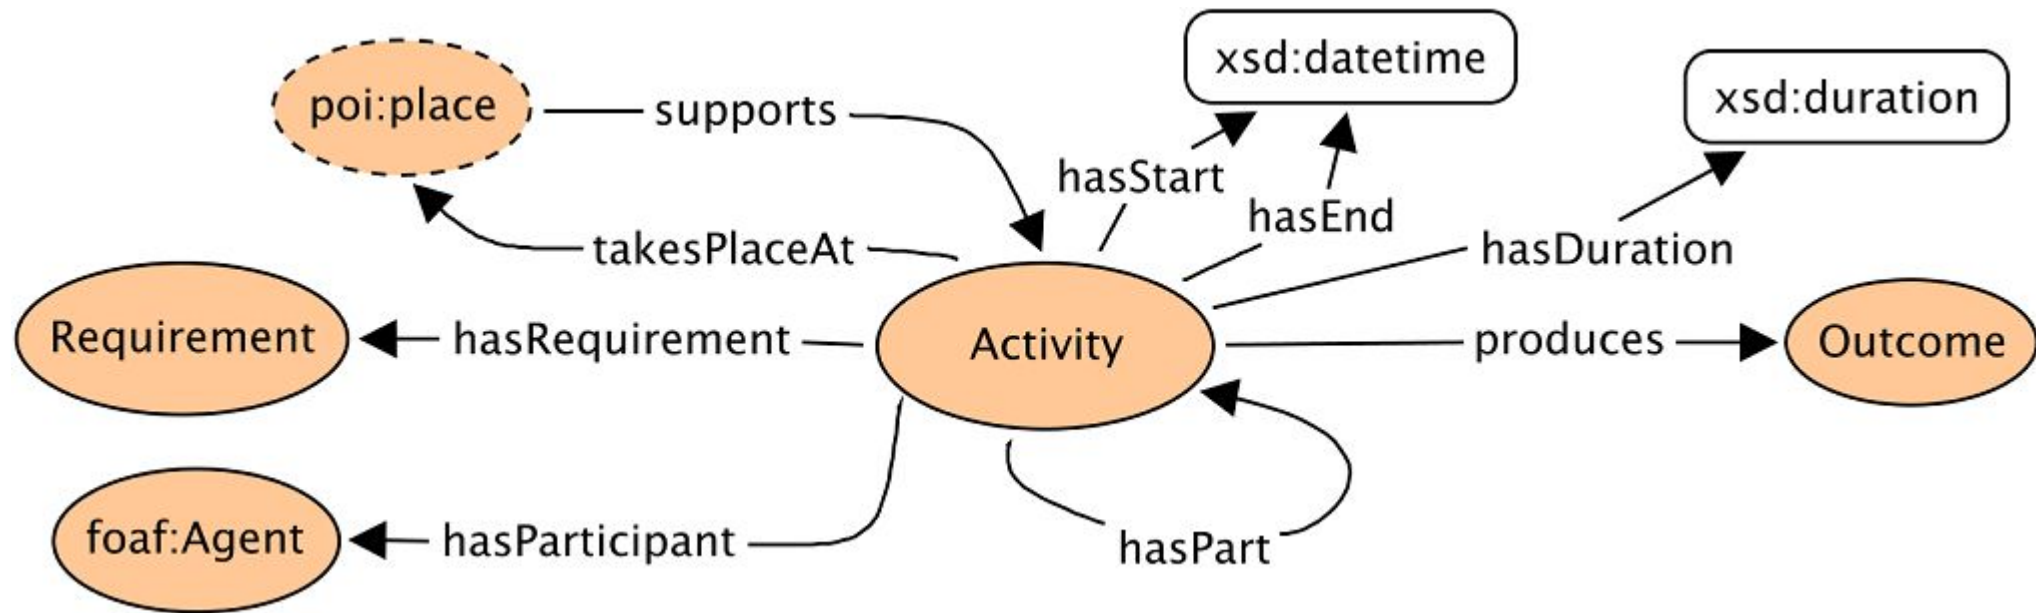 xsd:datetime
xsd:duration
poi:place
supports
hasStart
hasEnd
takesPlaceAt
hasDuration
Requirement
hasRequirement
Activity
produces
Outcome
foaf:Agent
hasParticipant
hasPart